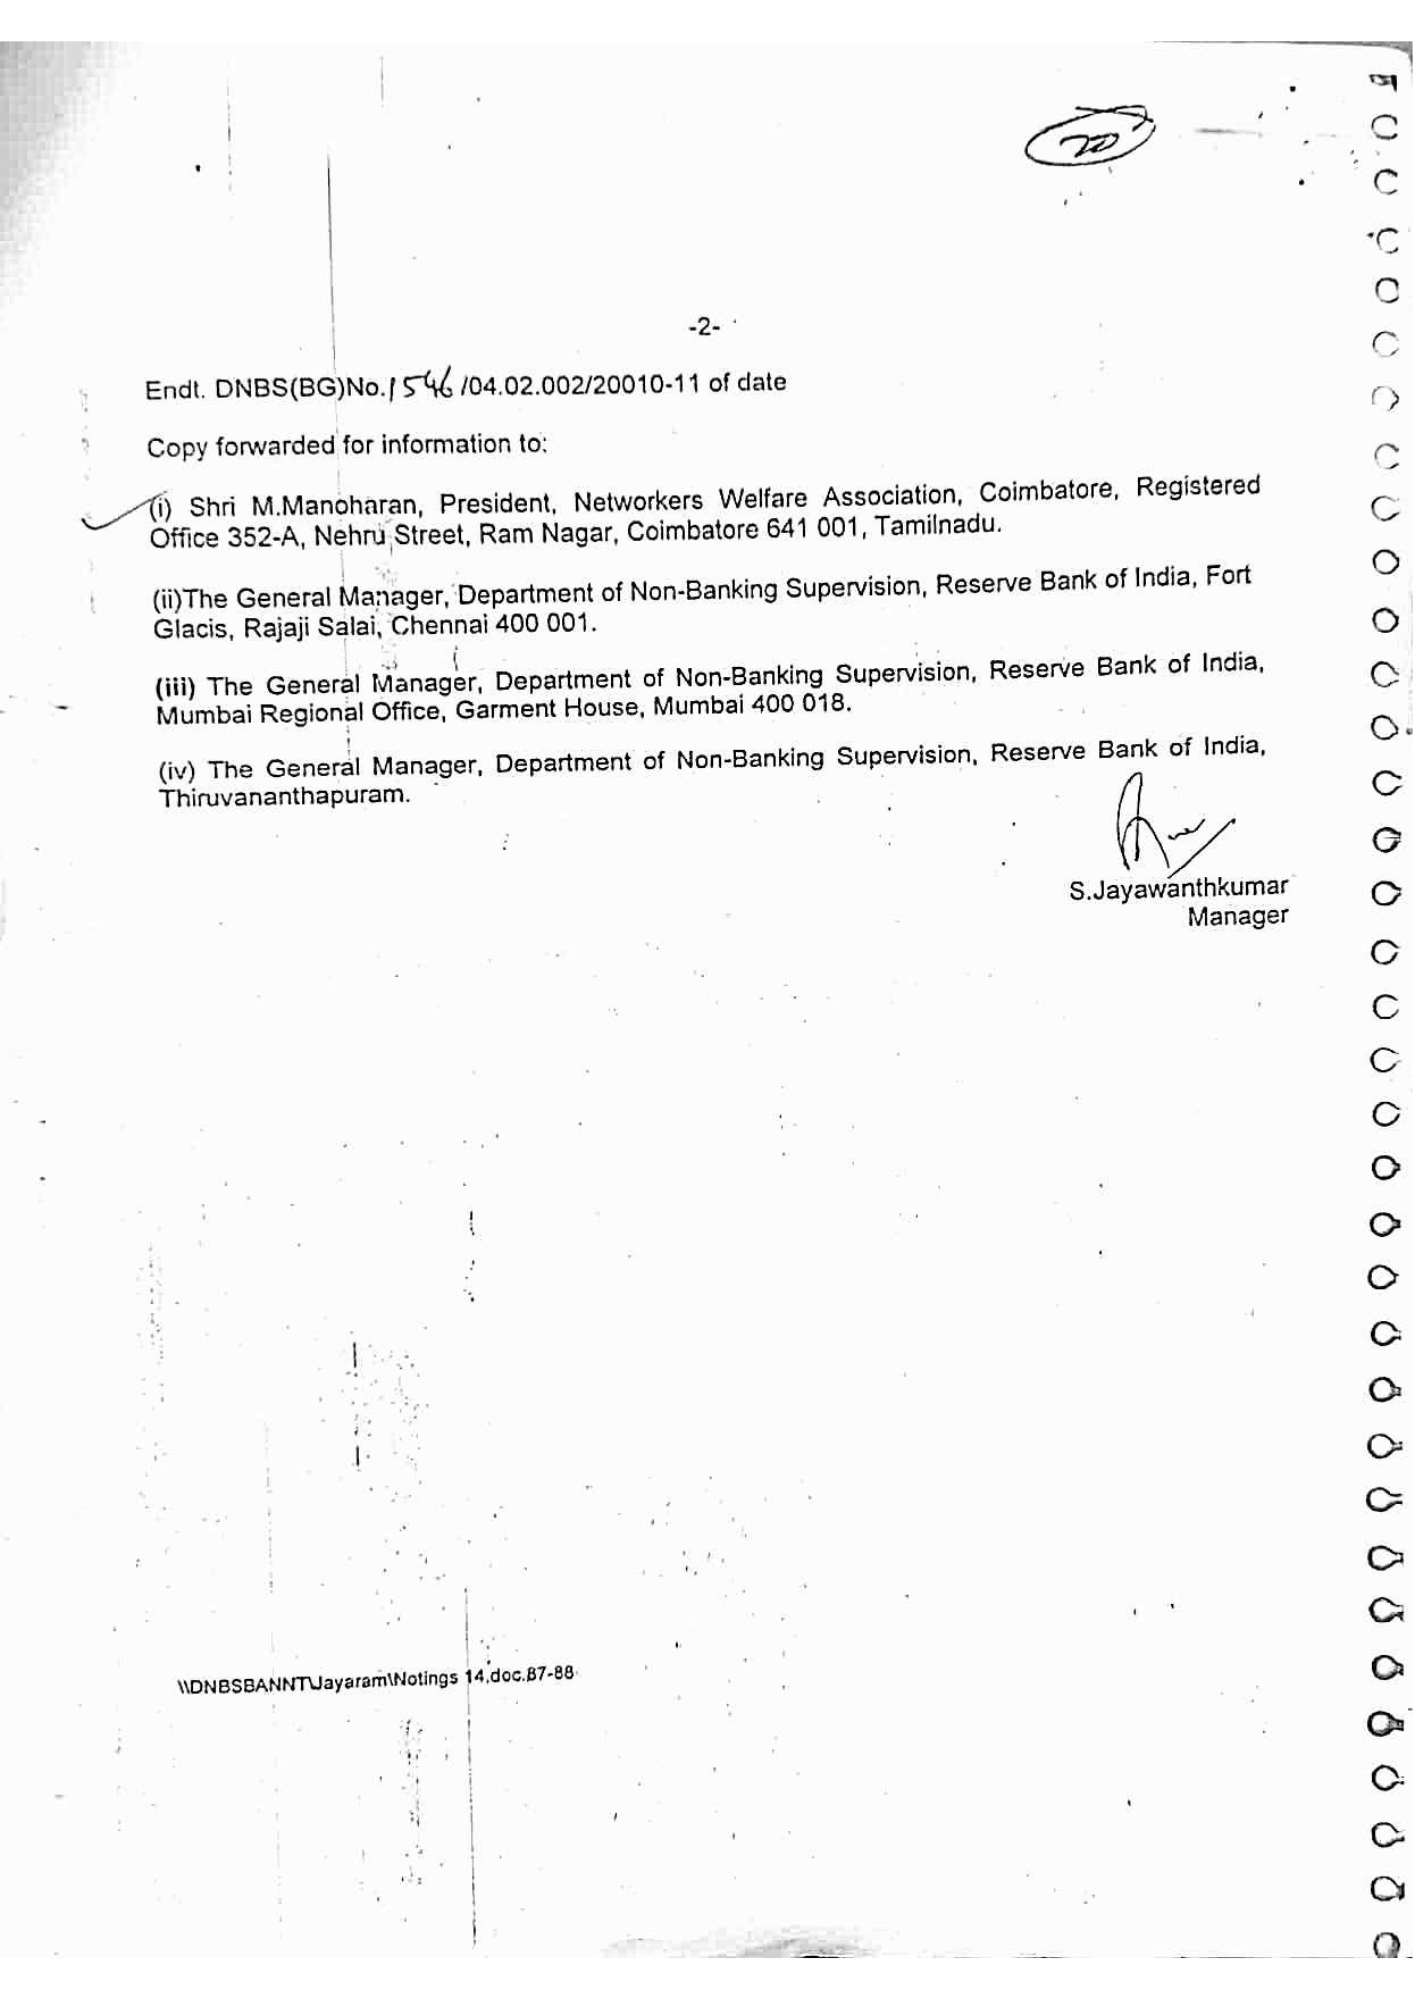 20
-2-
Endt. DNBS(BG)No.1546/04.02.002/20010-11 of date
Copy forwarded for information to:
(i) Shri M.Manoharan, President, Networkers Welfare Association, Coimbatore, Registered
Office 352-A, Nehru Street, Ram Nagar, Coimbatore 641 001, Tamilnadu.
(ii)The General Manager, Department of Non-Banking Supervision, Reserve Bank of India, Fort
Glacis, Rajaji Salai, Chennai 400 001.
(iii) The General Manager, Department of Non-Banking Supervision, Reserve Bank of India,
Mumbai Regional Office, Garment House, Mumbai 400 018.
(iv) The General Manager, Department of Non-Banking Supervision, Reserve Bank of India,
Thiruvananthapuram.
S.Jayawanthkumar
Manager
\\DNBSBANNT\Jayaram\Notings 14.doc.87-88